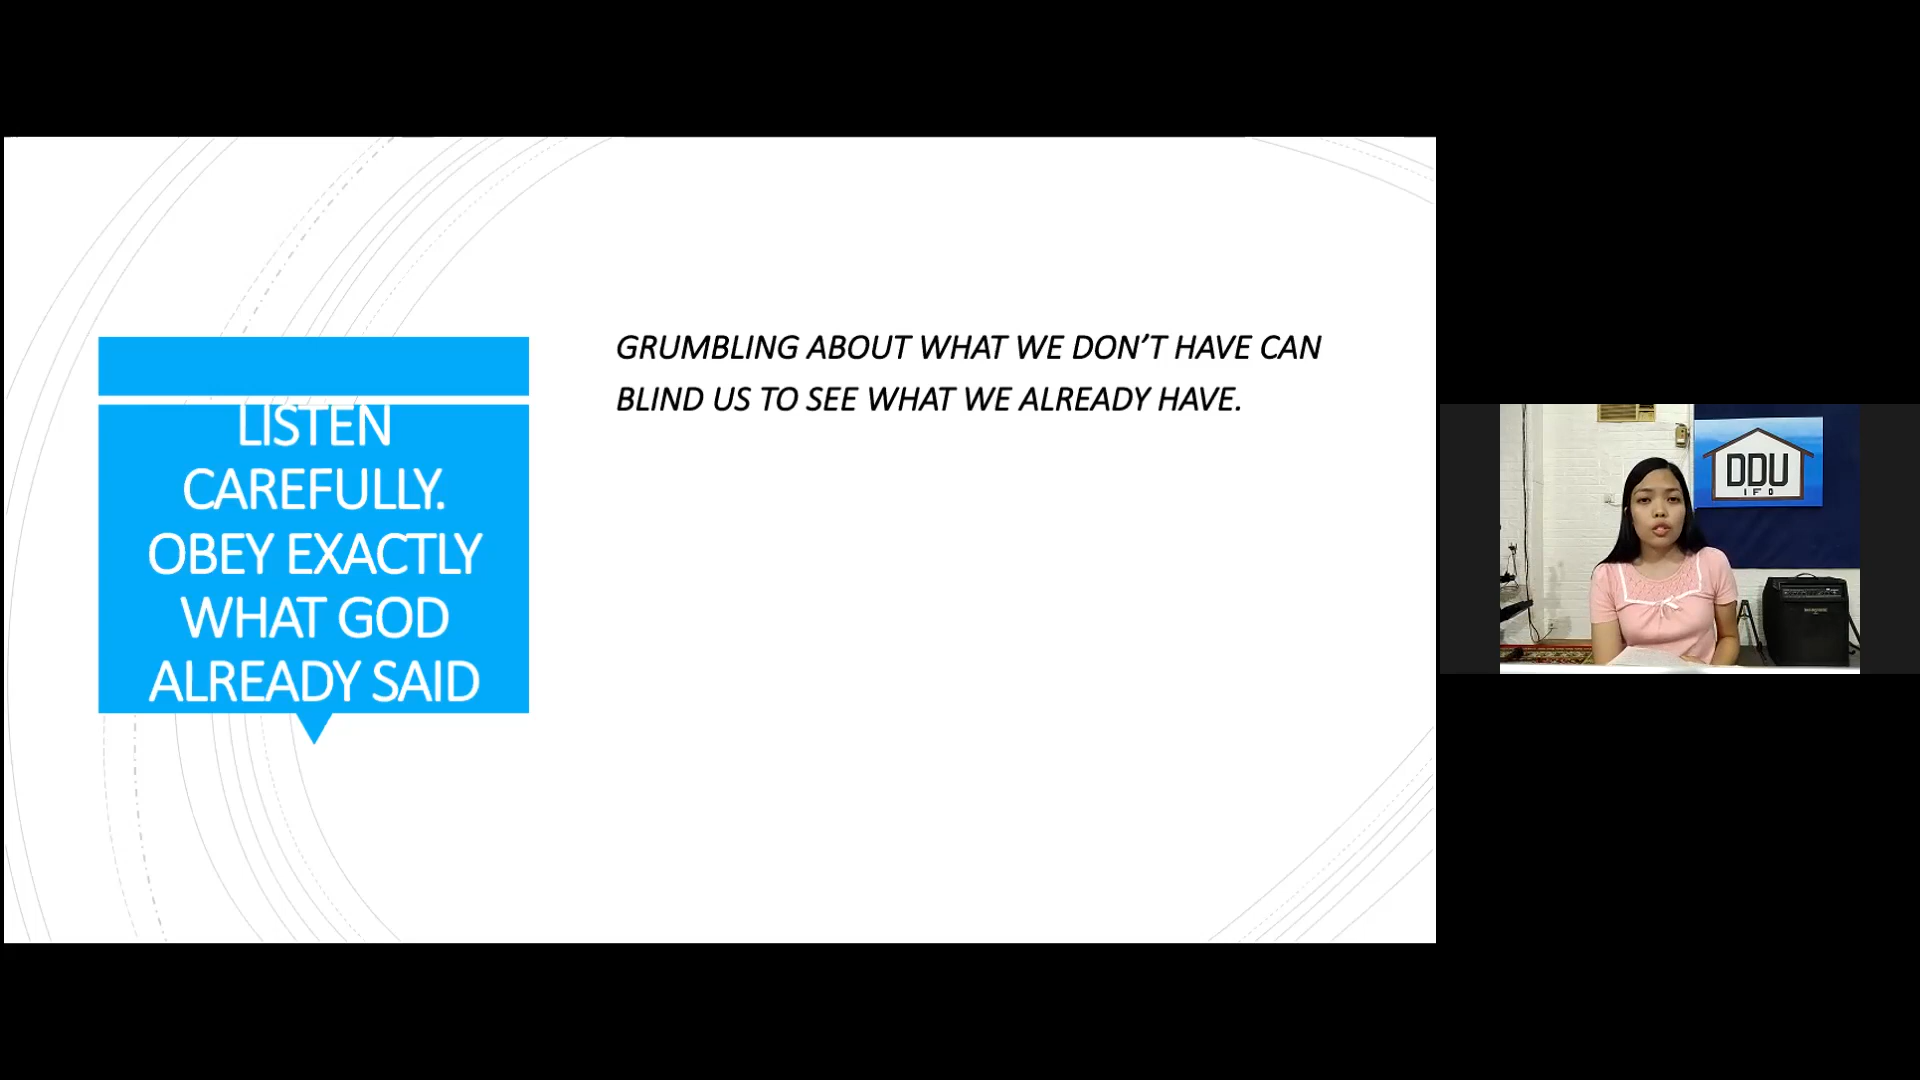 LISTEN
CAREFULLY.
OBEY EXACTLY
WHAT GOD
ALREADY SAID
GRUMBLING ABOUT WHAT WE DON’T HAVE CAN
BLIND US TO SEE WHAT WE ALREADY HAVE.
DDU
IFO